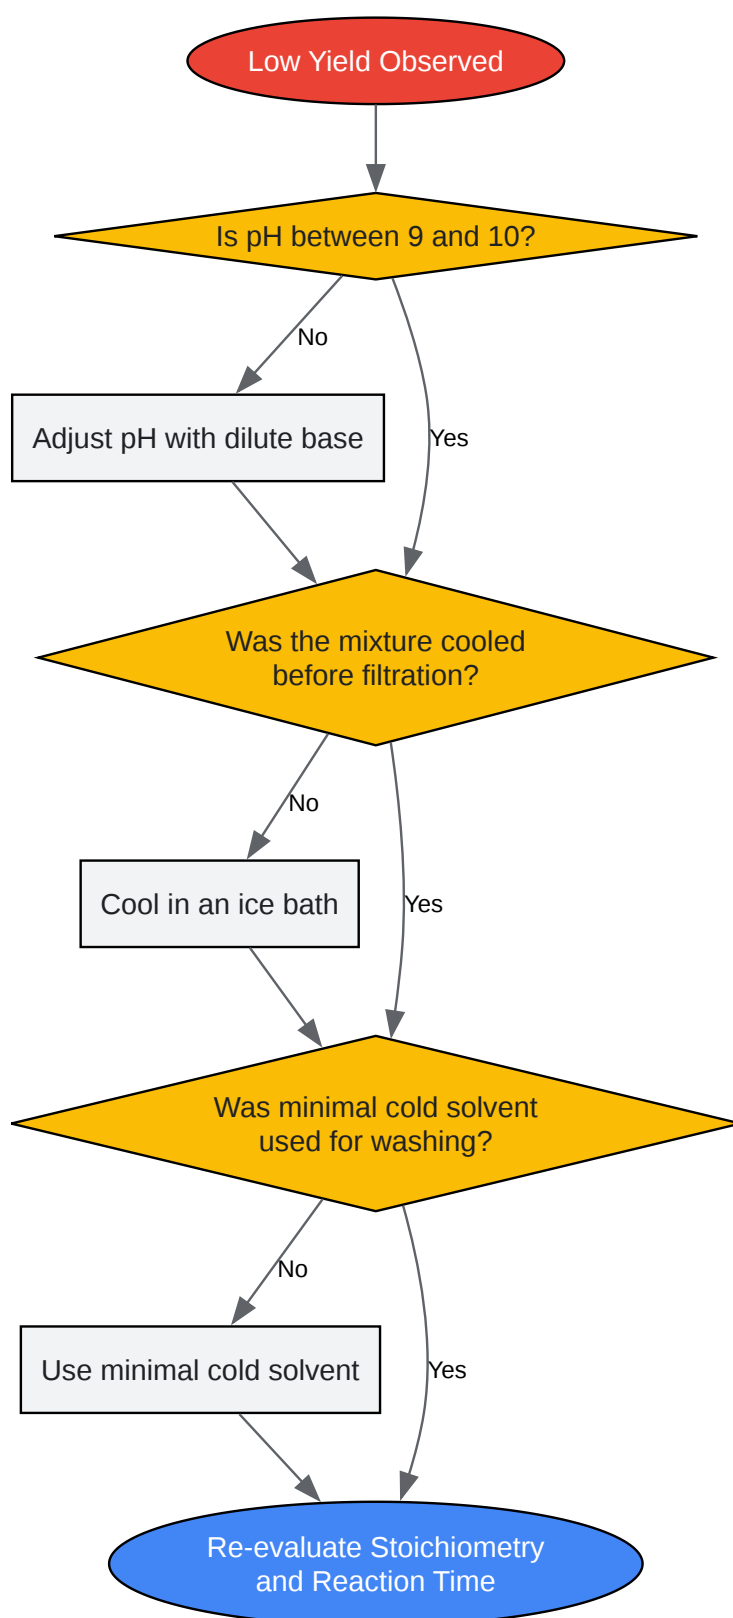 Low Yield Observed
Is pH between 9 and 10?
No
Adjust pH with dilute base
Yes
Was the mixture cooled
before filtration?
No
Cool in an ice bath
Yes
Was minimal cold solvent
used for washing?
No
Use minimal cold solvent
Yes
Re-evaluate Stoichiometry
and Reaction Time